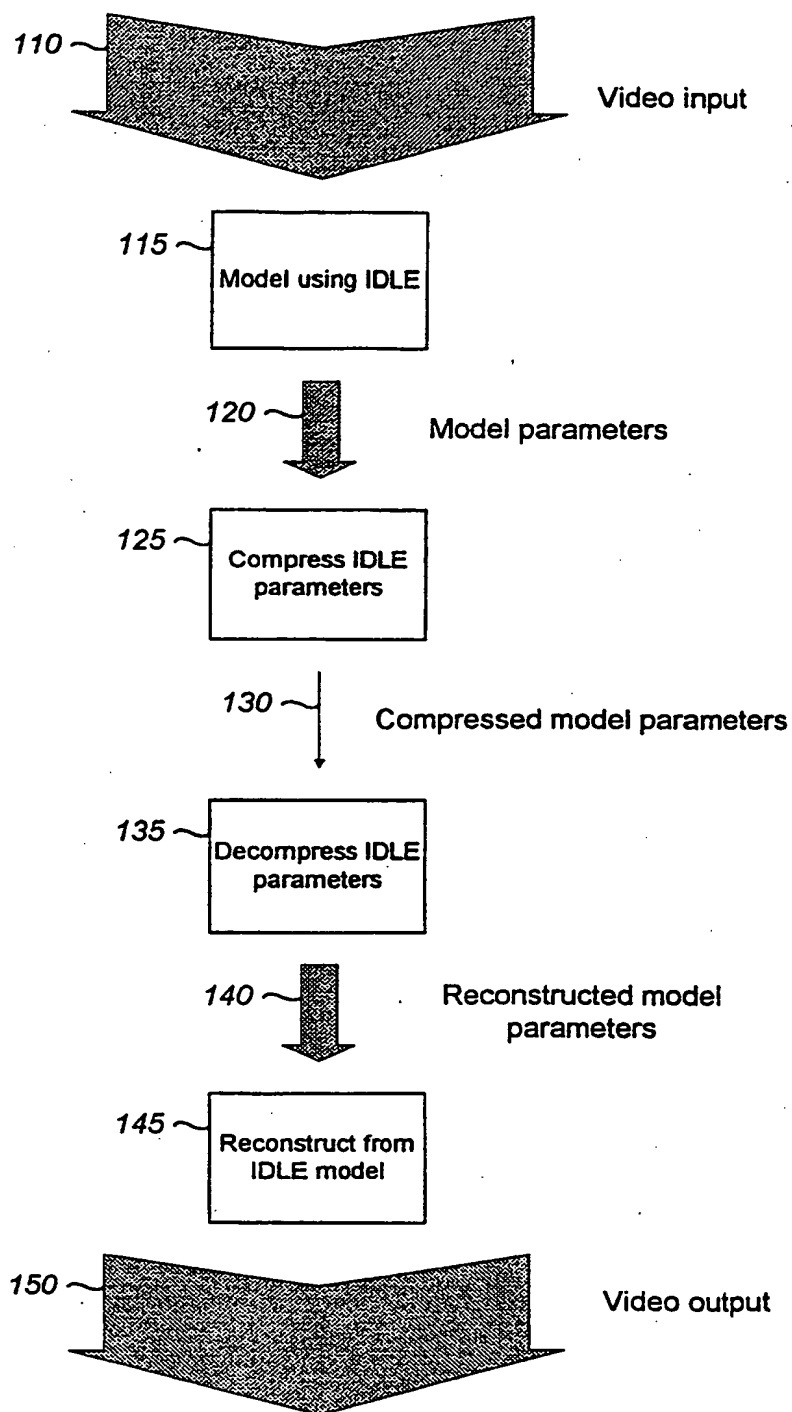 110
Video input
115
Model using IDLE
120
Model parameters
125
Compress IDLE
parameters
130
Compressed model parameters
135
Decompress IDLE
parameters
140
Reconstructed model
parameters
145
Reconstruct from
IDLE model
150
Video output